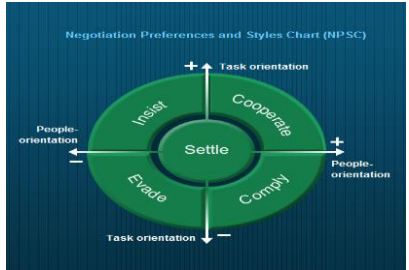 Negotiation Preferences and Styles Chart (NPSC)
+ Task orientation
Insist
Cooperate
People-
orientation
–
Settle
+
People-
orientation
Evade
Comply
Task orientation –